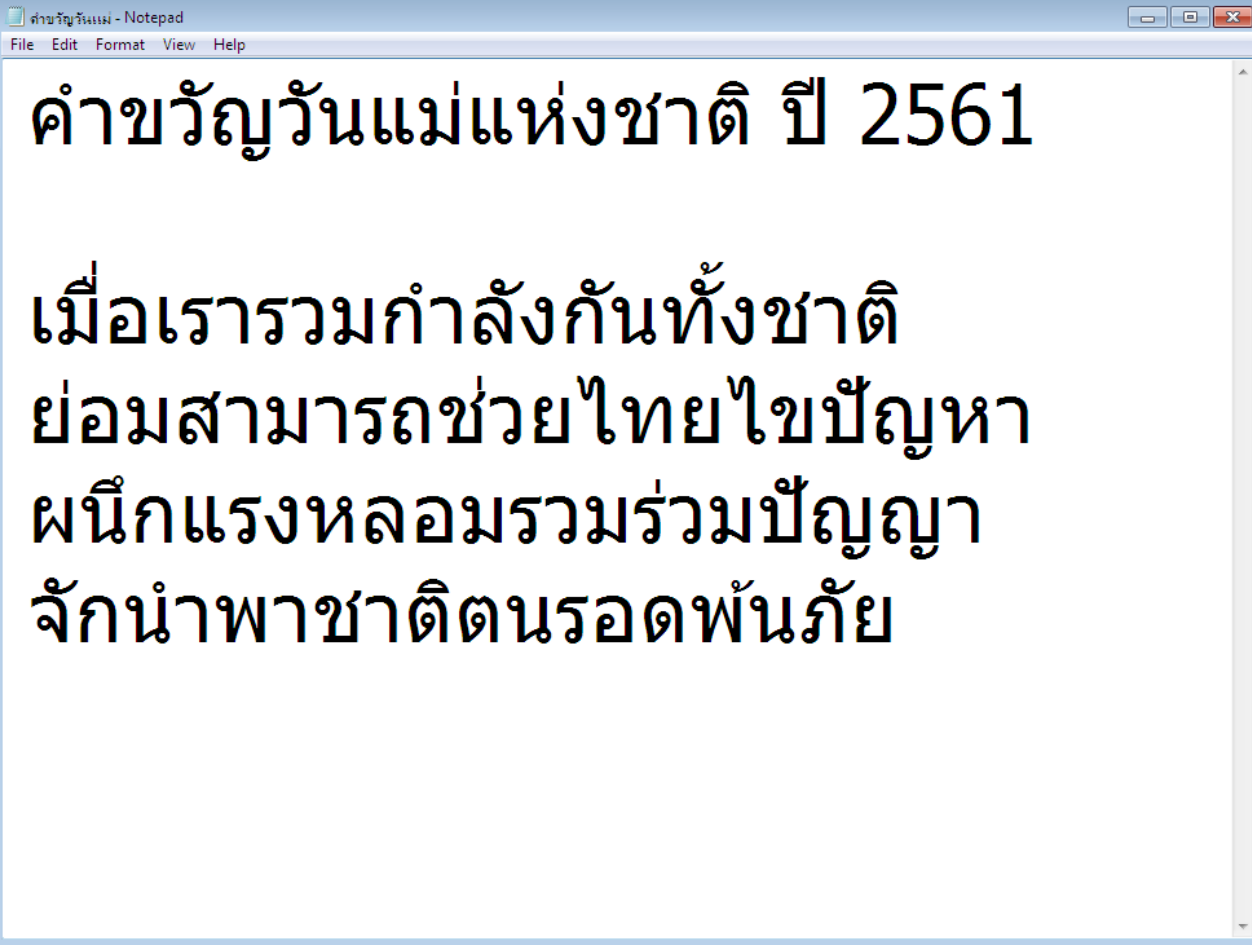 คำขวัญวันแม่ - Notepad
File Edit Format View Help
คำขวัญวันแม่แห่งชาติ ปี 2561
เมื่อเรารวมกำลังกันทั้งชาติ
ย่อมสามารถช่วยไทยไขปัญหา
ผนึกแรงหลอมรวมร่วมปัญญา
จักนำพาชาติตนรอดพ้นภัย